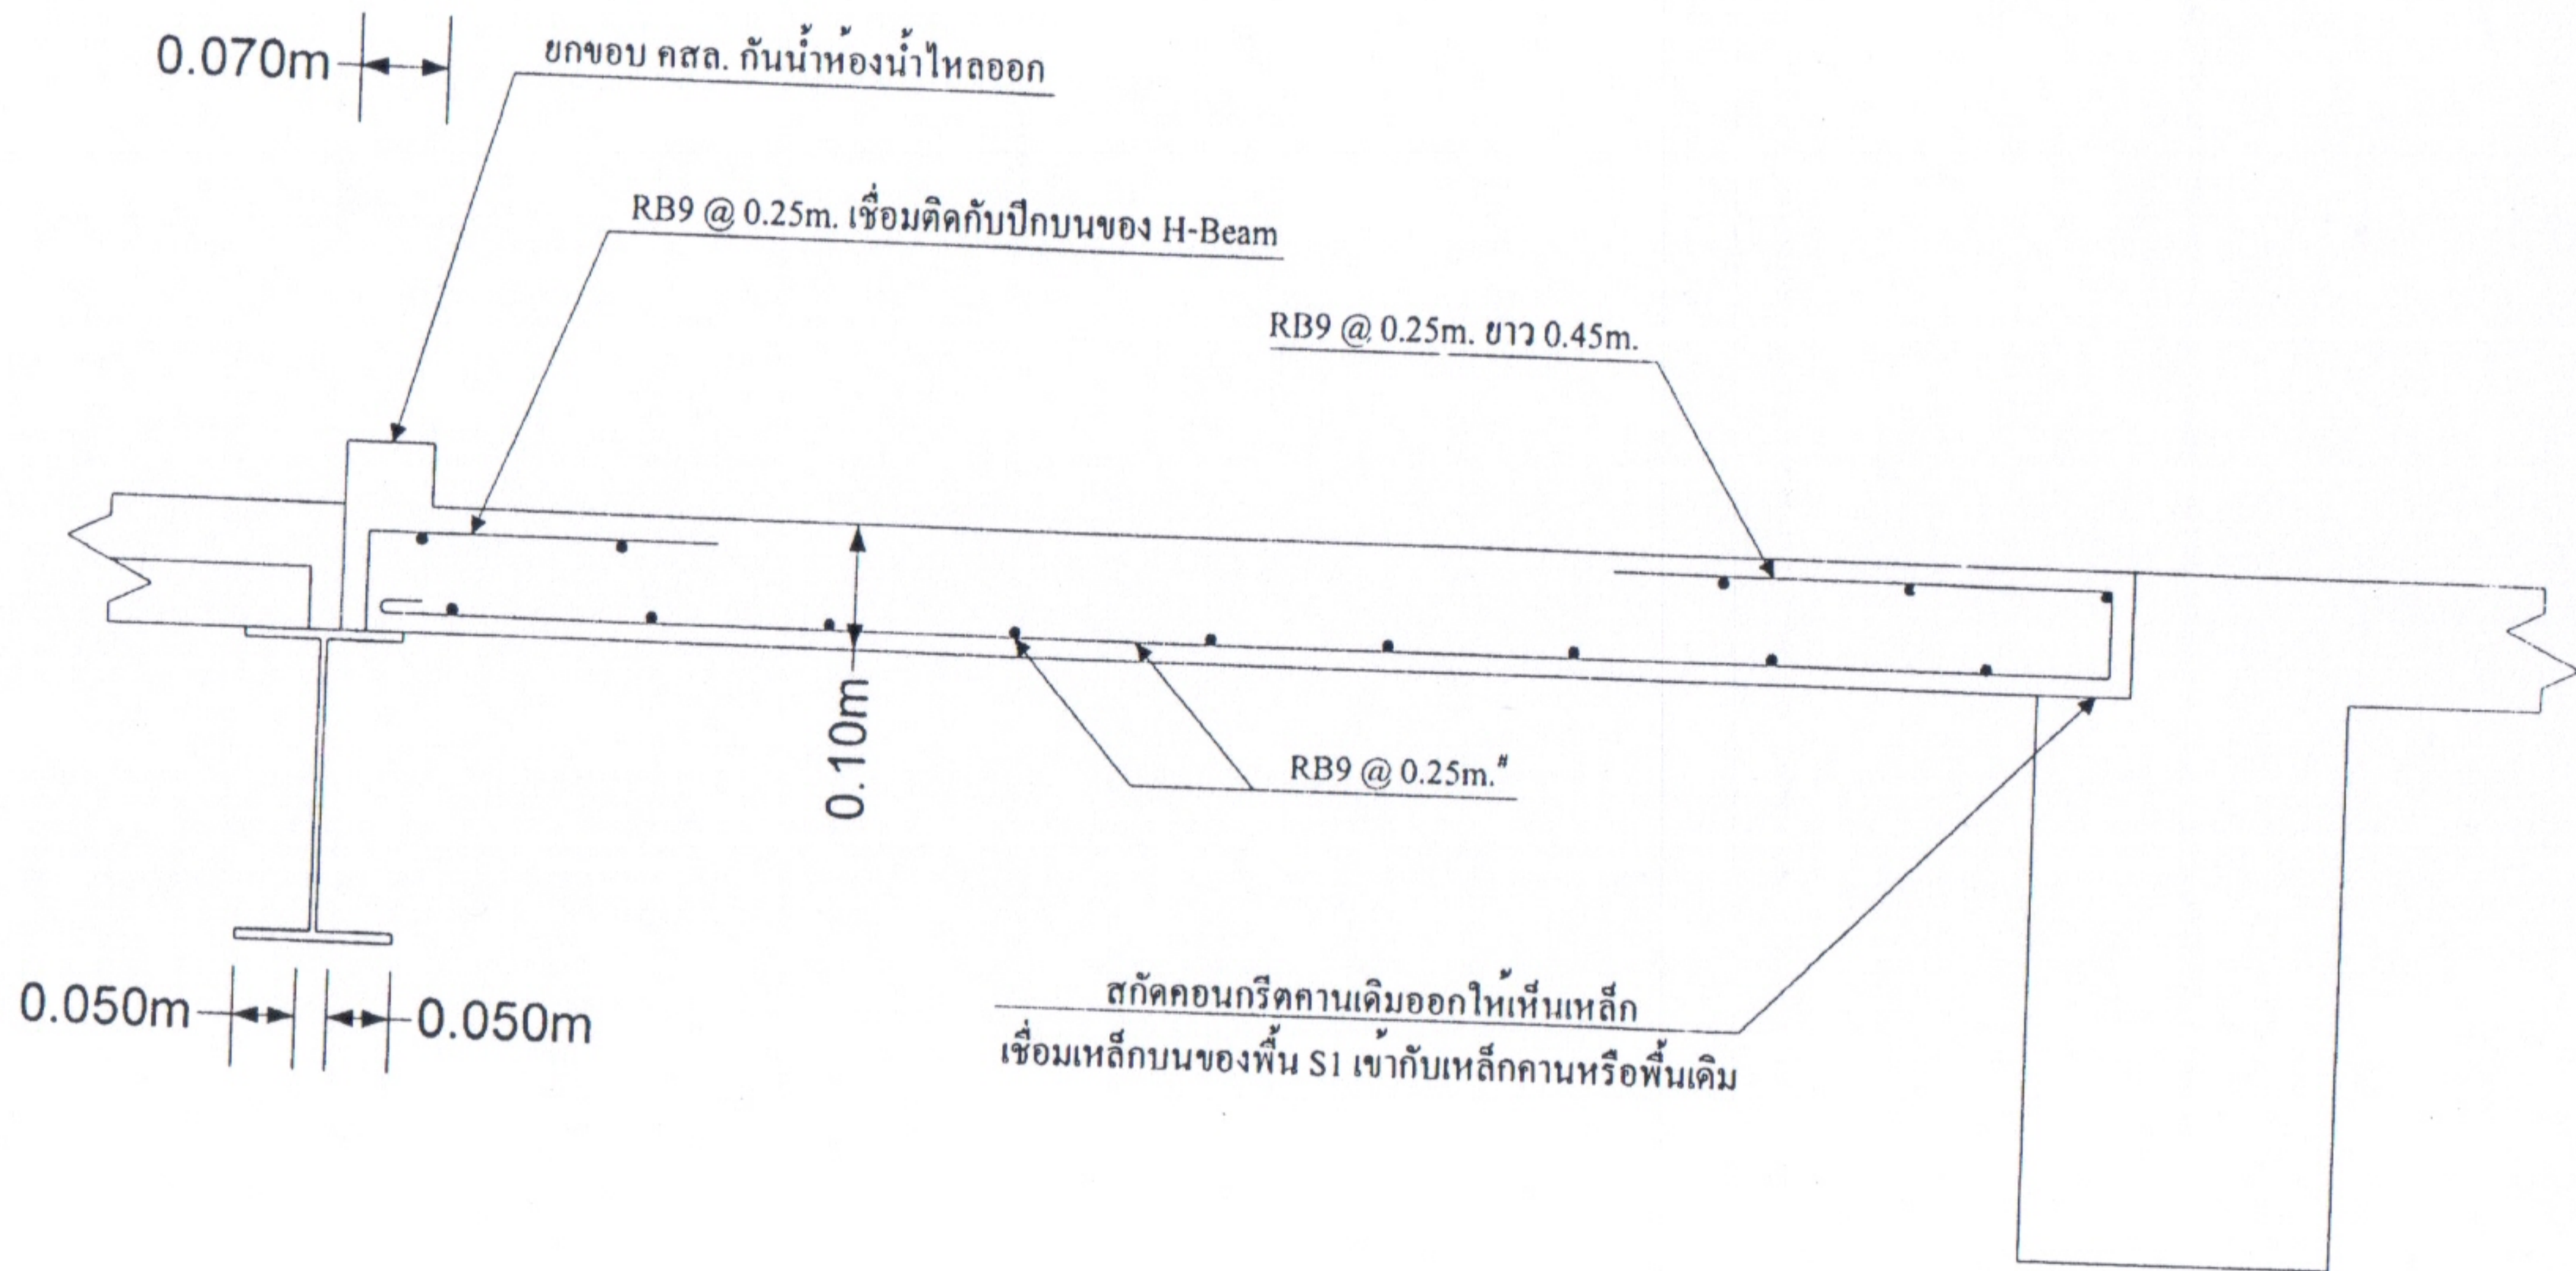 0.070m
ยกขอบ คสล. กันน้ำห้องน้ำไหลออก
RB9 @ 0.25m. เชื่อมติดกับปีกบนของ H-Beam
RB9 @ 0.25m. ยาว 0.45m.
0.10m
RB9 @ 0.25m.#
0.050m
0.050m
สกัดคอนกรีตคานเดิมออกให้เห็นเหล็ก
เชื่อมเหล็กบนของพื้น S1 เข้ากับเหล็กคานหรือพื้นเดิม